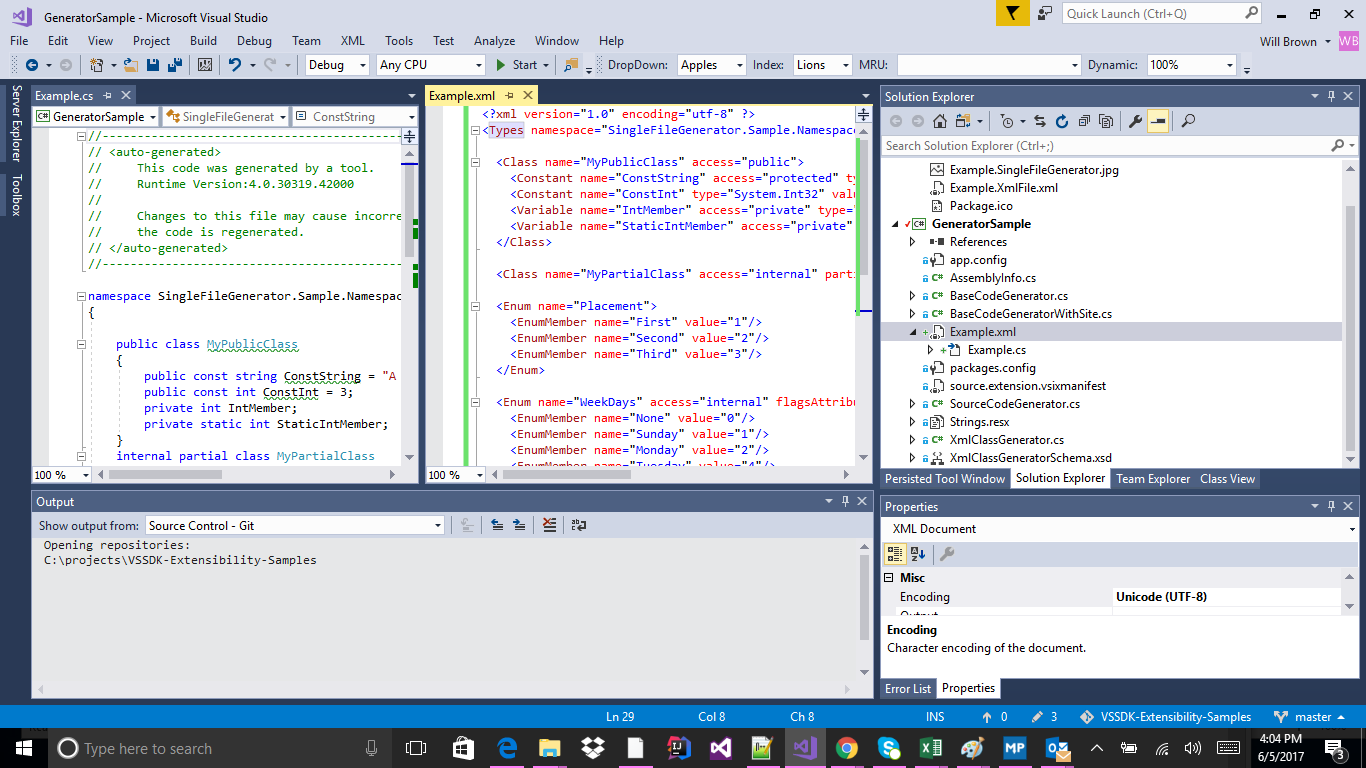 GeneratorSample - Microsoft Visual Studio
Quick Launch (Ctrl+Q)
File Edit View Project Build Debug Team XML Tools Test Analyze Window Help
Will Brown WB
Debug Any CPU Start DropDown: Apples Index: Lions MRU: Dynamic: 100%
Server Explorer
Toolbox
Example.cs
GeneratorSample SingleFileGenerat ConstString
//
// <auto-generated>
// This code was generated by a tool.
// Runtime Version:4.0.30319.42000
//
// Changes to this file may cause incorre
// the code is regenerated.
// </auto-generated>
//
namespace SingleFileGenerator.Sample.Namespac
{
public class MyPublicClass
{
public const string ConstString = "A
public const int ConstInt = 3;
private int IntMember;
private static int StaticIntMember;
}
internal partial class MyPartialClass
100 %
Example.xml
<?xml version="1.0" encoding="utf-8" ?>
<Types namespace="SingleFileGenerator.Sample.Namespace
<Class name="MyPublicClass" access="public">
<Constant name="ConstString" access="protected" ty
<Constant name="ConstInt" type="System.Int32" valu
<Variable name="IntMember" access="private" type=
<Variable name="StaticIntMember" access="private"
</Class>
<Class name="MyPartialClass" access="internal" parti
<Enum name="Placement">
<EnumMember name="First" value="1"/>
<EnumMember name="Second" value="2"/>
<EnumMember name="Third" value="3"/>
</Enum>
<Enum name="WeekDays" access="internal" flagsAttrib
<EnumMember name="None" value="0"/>
<EnumMember name="Sunday" value="1"/>
<EnumMember name="Monday" value="2"/>
<EnumMember name="Tuesday" value="4"/>
100 %
Output
Show output from: Source Control - Git
Opening repositories:
C:\projects\VSSDK-Extensibility-Samples
Solution Explorer
Search Solution Explorer (Ctrl+;)
Example.SingleFileGenerator.jpg
Example.XmlFile.xml
Package.ico
GeneratorSample
References
app.config
AssemblyInfo.cs
BaseCodeGenerator.cs
BaseCodeGeneratorWithSite.cs
Example.xml
Example.cs
packages.config
source.extension.vsixmanifest
SourceCodeGenerator.cs
Strings.resx
XmlClassGenerator.cs
XmlClassGeneratorSchema.xsd
Persisted Tool Window Solution Explorer Team Explorer Class View
Properties
XML Document
Misc
Encoding Unicode (UTF-8)
Output
Encoding
Character encoding of the document.
Error List Properties
Ln 29 Col 8 Ch 8 INS 0 3 VSSDK-Extensibility-Samples master
Type here to search
MP
4:04 PM
6/5/2017
3